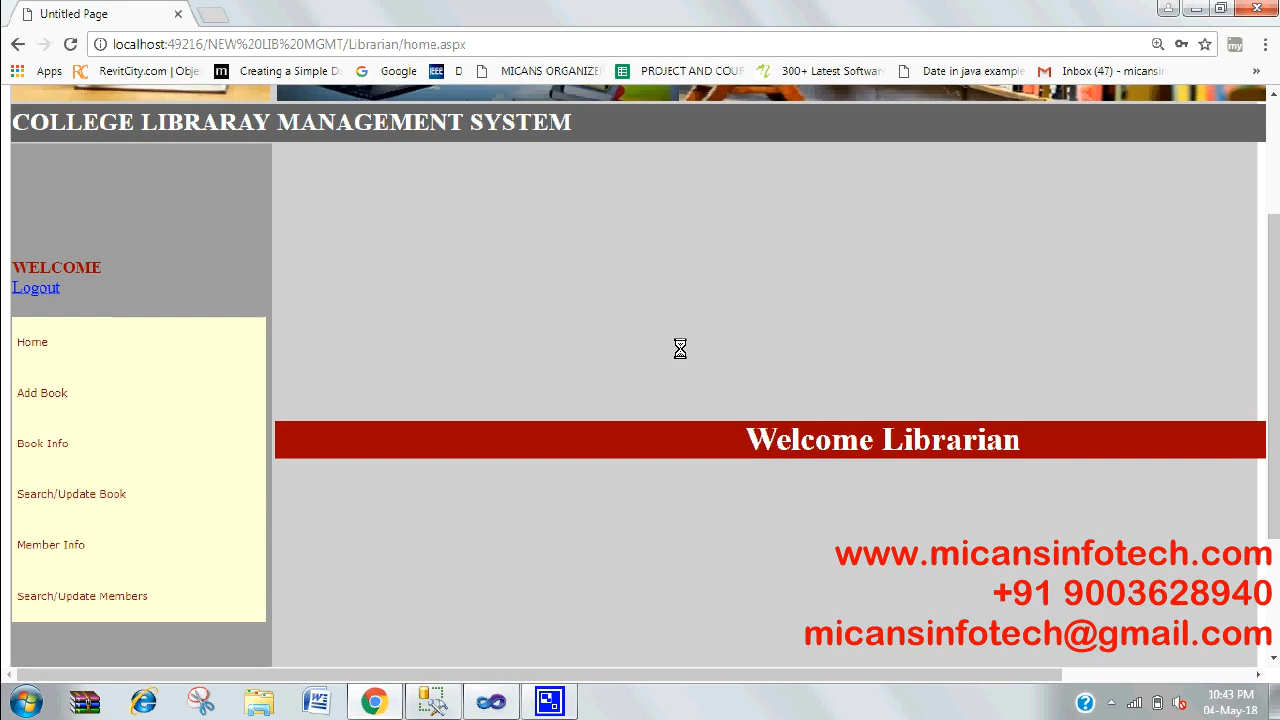 Untitled Page
localhost:49216/NEW%20LIB%20MGMT/Librarian/home.aspx
my
Apps
RevitCity.com | Obje
m
Creating a Simple D
Google
IEEE
D
MICANS ORGANIZE
PROJECT AND COUR
300+ Latest Softwar
Date in java example
Inbox (47) - micansin
»
COLLEGE LIBRARAY MANAGEMENT SYSTEM
WELCOME
Logout
Home
Add Book
Book Info
Search/Update Book
Member Info
Search/Update Members
Welcome Librarian
www.micansinfotech.com
+91 9003628940
micansinfotech@gmail.com
10:43 PM
04-May-18